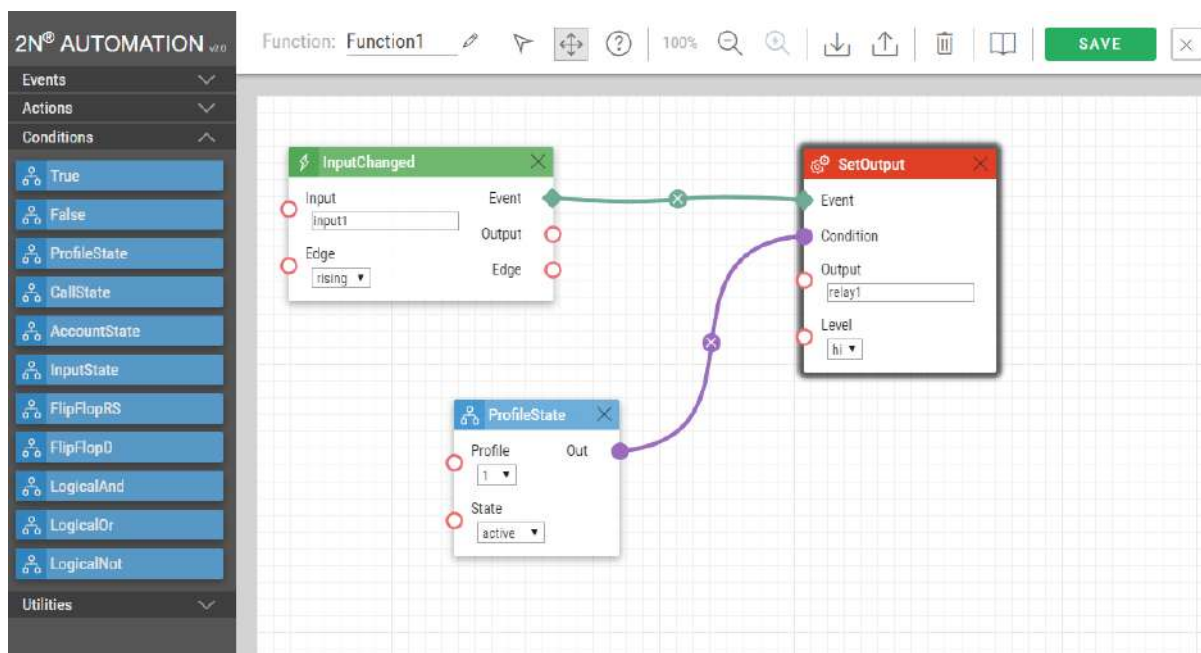 2N® AUTOMATION v2.0
Function: Function1
100%
SAVE
Events
Actions
Conditions
True
False
ProfileState
CallState
AccountState
InputState
FlipFlopRS
FlipFlopD
LogicalAnd
LogicalOr
LogicalNot
Utilities
InputChanged
Input
input1
Edge
rising
Event
Output
Edge
SetOutput
Event
Condition
Output
relay1
Level
hi
ProfileState
Profile
1
State
active
Out